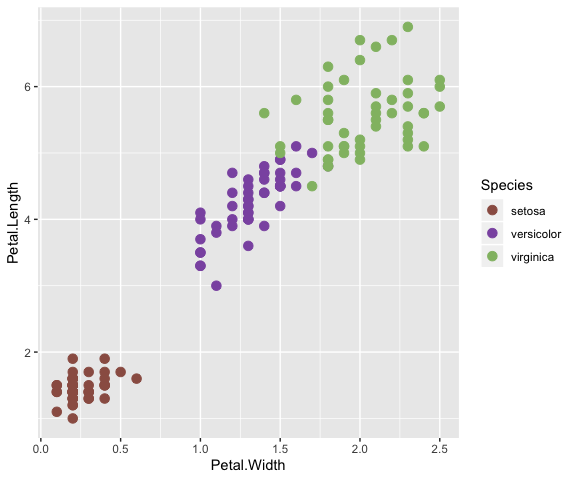 Petal.Length
6
4
2
0.0 0.5 1.0 1.5 2.0 2.5
Petal.Width
Species
setosa
versicolor
virginica